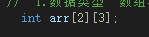 // 1.数据类型 数组
int arr[2][3];